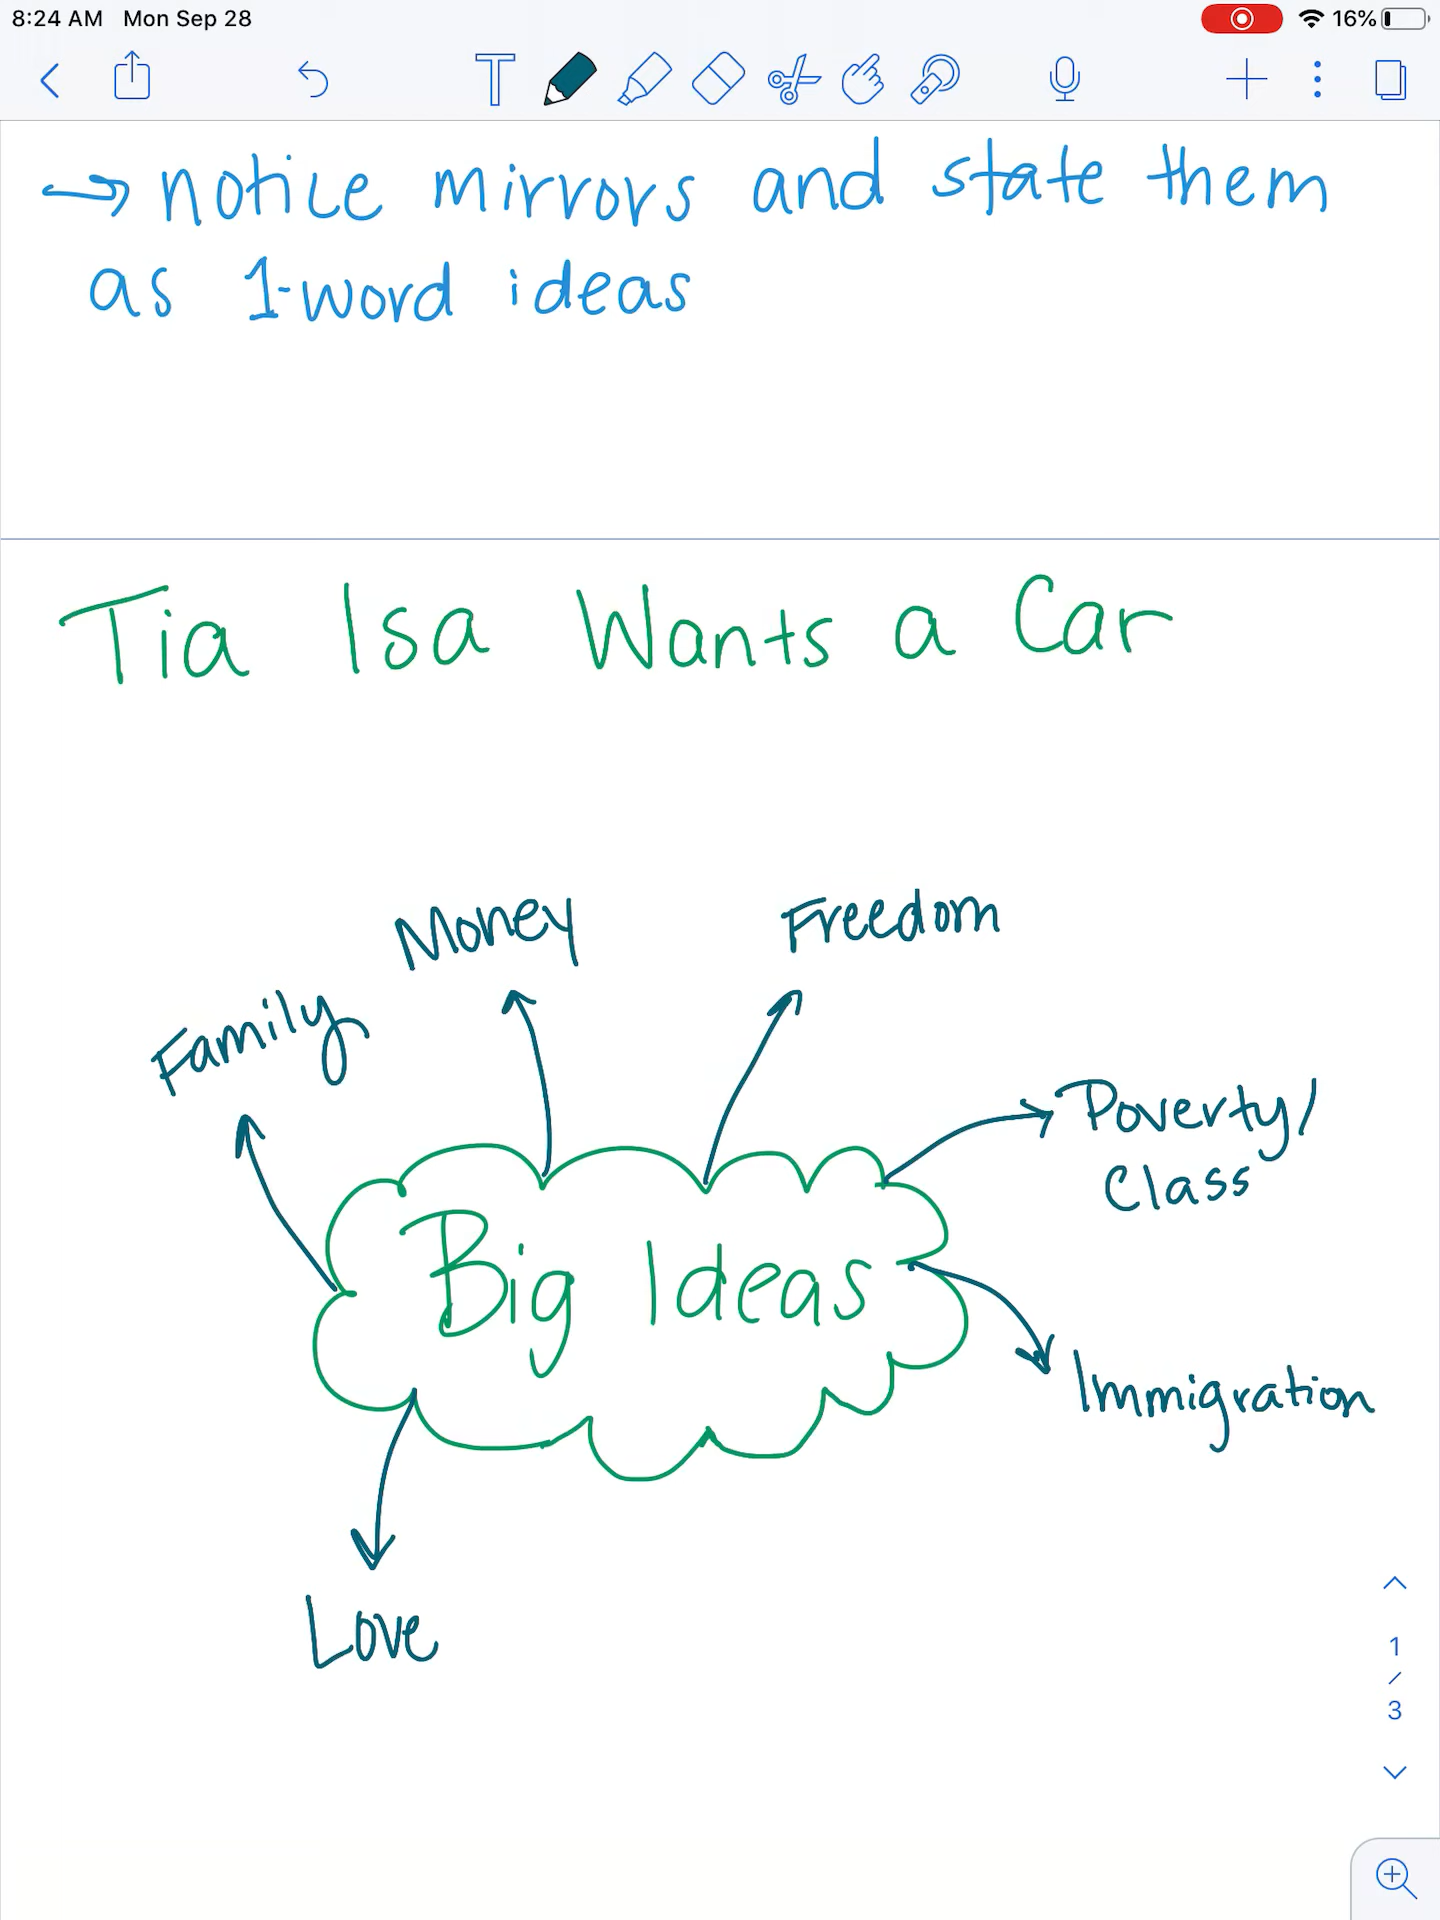 8:24 AM Mon Sep 28
16%
T
→ notice mirrors and state them
as 1-word ideas
Tia Isa Wants a Car
Money
Freedom
Family
Poverty/
Class
Big Ideas
Immigration
Love
1
/
3